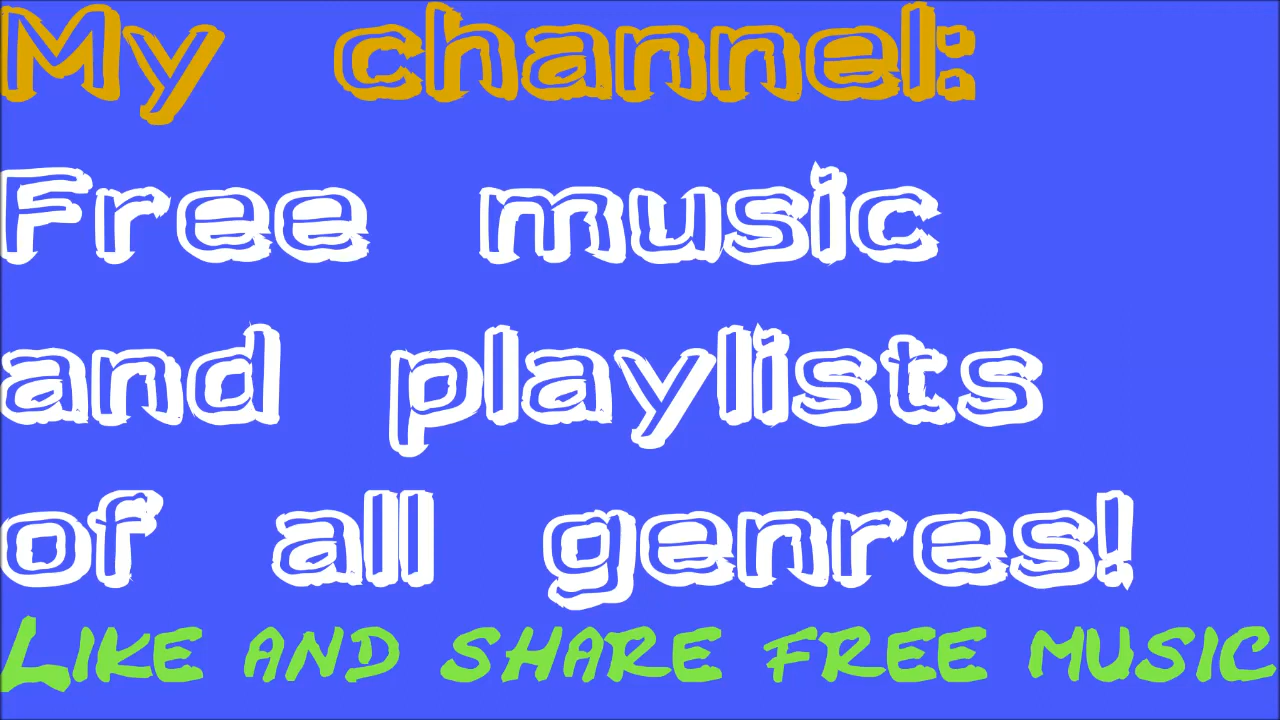 My channel:
Free music
and playlists
of all genres!
LIKE AND SHARE FREE MUSIC